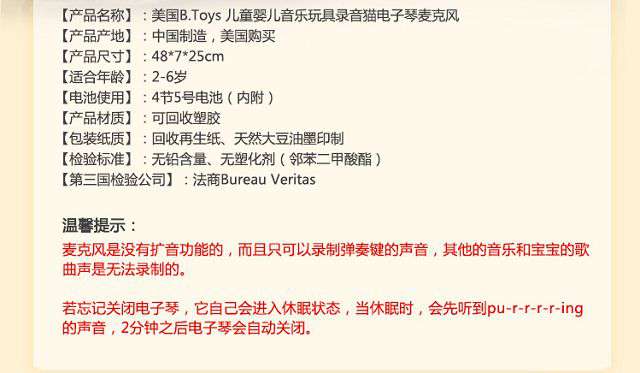 【产品名称】：美国B.Toys 儿童婴儿音乐玩具录音猫电子琴麦克风
【产品产地】：中国制造，美国购买
【产品尺寸】：48*7*25cm
【适合年龄】：2-6岁
【电池使用】：4节5号电池（内附）
【产品材质】：可回收塑胶
【包装纸质】：回收再生纸、天然大豆油墨印制
【检验标准】：无铅含量、无塑化剂（邻苯二甲酸酯）
【第三国检验公司】：法商Bureau Veritas
温馨提示：
麦克风是没有扩音功能的，而且只可以录制弹奏键的声音，其他的音乐和宝宝的歌
曲声是无法录制的。
若忘记关闭电子琴，它自己会进入休眠状态，当休眠时，会先听到pu-r-r-r-r-ing
的声音，2分钟之后电子琴会自动关闭。